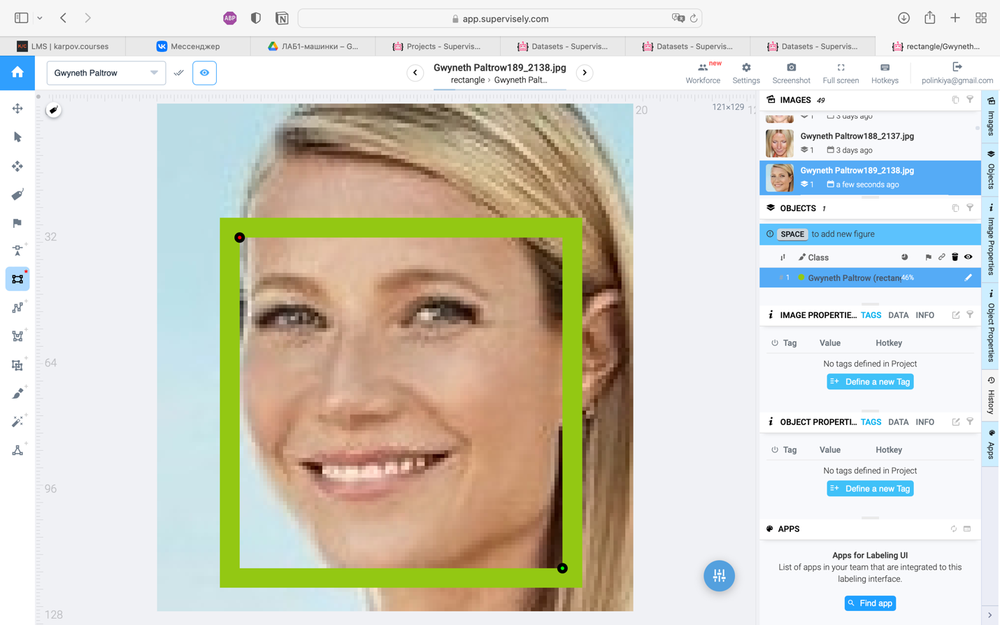 ABP
app.supervisely.com
K/C LMS | karpov.courses
Мессенджер
ЛАБ1-машинки – G...
Projects - Supervis...
Datasets - Supervis...
Datasets - Supervis...
Datasets - Supervis...
rectangle/Gwyneth...
Gwyneth Paltrow
Gwyneth Paltrow189_2138.jpg
rectangle › Gwyneth Palt...
new
Workforce
Settings
Screenshot
Full screen
Hotkeys
polinkiya@gmail.com
20
121×129
32
64
96
128
IMAGES 49
1 3 days ago
Gwyneth Paltrow188_2137.jpg
1 3 days ago
Gwyneth Paltrow189_2138.jpg
1 a few seconds ago
OBJECTS 1
SPACE to add new figure
Class
# 1 Gwyneth Paltrow (rectan 46%
IMAGE PROPERTIE... TAGS DATA INFO
Tag Value Hotkey
No tags defined in Project
Define a new Tag
OBJECT PROPERTI... TAGS DATA INFO
Tag Value Hotkey
No tags defined in Project
Define a new Tag
APPS
Apps for Labeling UI
List of apps in your team that are integrated to this
labeling interface.
Find app
Images
Objects
Image Properties
Object Properties
History
Apps